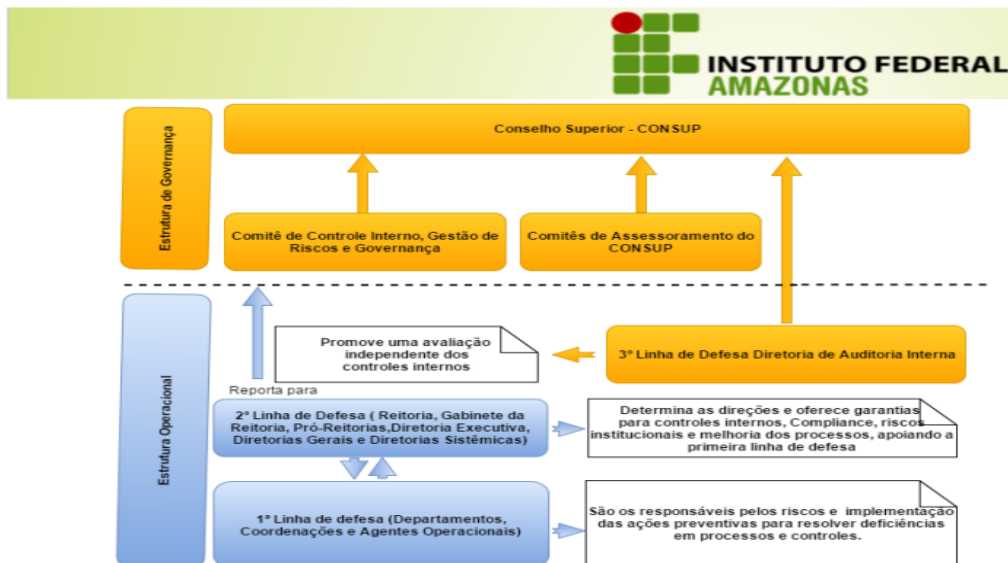 INSTITUTO FEDERAL
AMAZONAS
Estrutura de Governança
Conselho Superior - CONSUP
Comitê de Controle Interno, Gestão de
Riscos e Governança
Comitês de Assessoramento do
CONSUP
Estrutura Operacional
Promove uma avaliação
independente dos
controles internos
3º Linha de Defesa Diretoria de Auditoria Interna
Reporta para
2º Linha de Defesa ( Reitoria, Gabinete da
Reitoria, Pró-Reitorias,Diretoria Executiva,
Diretorias Gerais e Diretorias Sistêmicas)
Determina as direções e oferece garantias
para controles internos, Compliance, riscos
institucionais e melhoria dos processos, apoiando a
primeira linha de defesa
1ª Linha de defesa (Departamentos,
Coordenações e Agentes Operacionais)
São os responsáveis pelos riscos e implementação
das ações preventivas para resolver deficiências
em processos e controles.